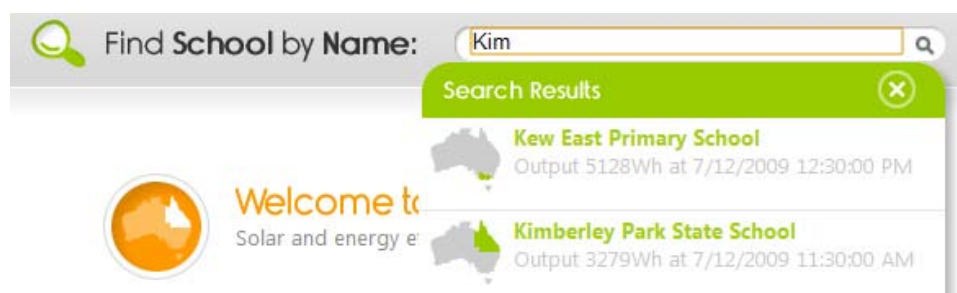 Find School by Name: Kim
Search Results
Kew East Primary School
Output 5128Wh at 7/12/2009 12:30:00 PM
Welcome to
Solar and energy e
Kimberley Park State School
Output 3279Wh at 7/12/2009 11:30:00 AM